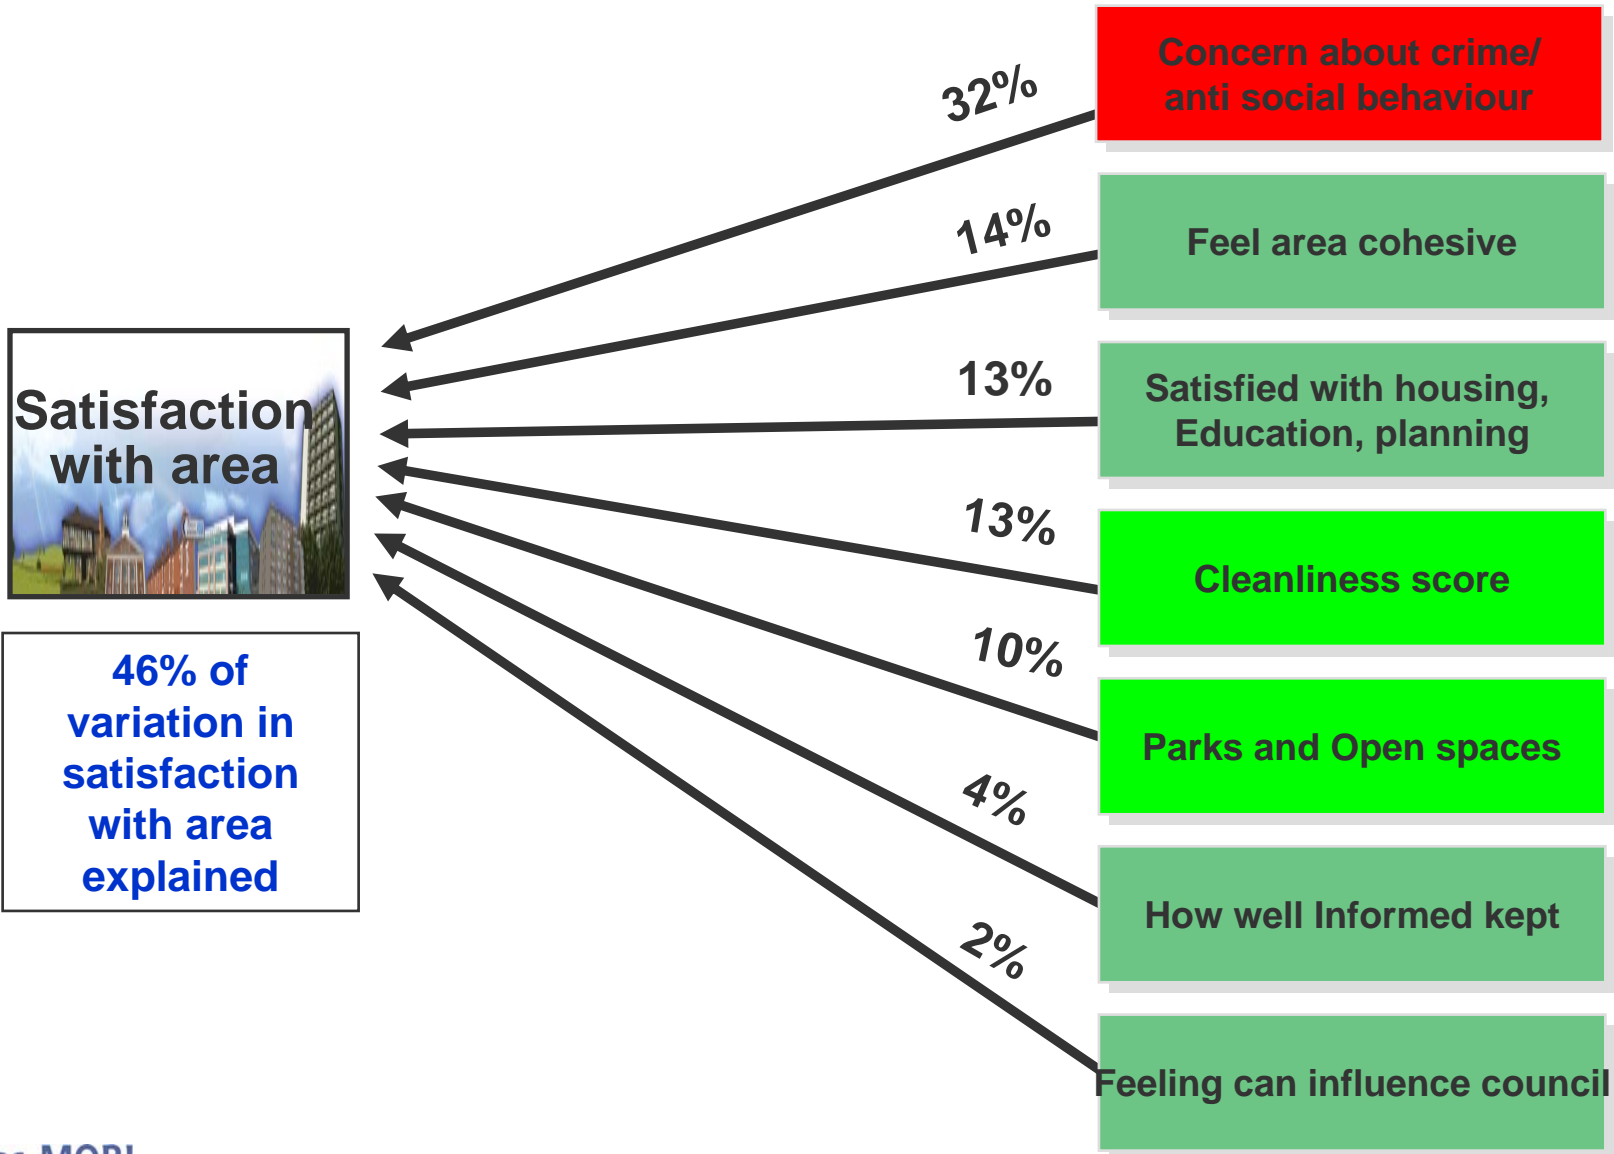 Concern about crime/
anti social behaviour
32%
Feel area cohesive
14%
Satisfied with housing,
Education, planning
13%
Satisfaction
with area
Cleanliness score
13%
Parks and Open spaces
10%
46% of
variation in
satisfaction
with area
explained
How well Informed kept
4%
Feeling can influence council
2%
MORI